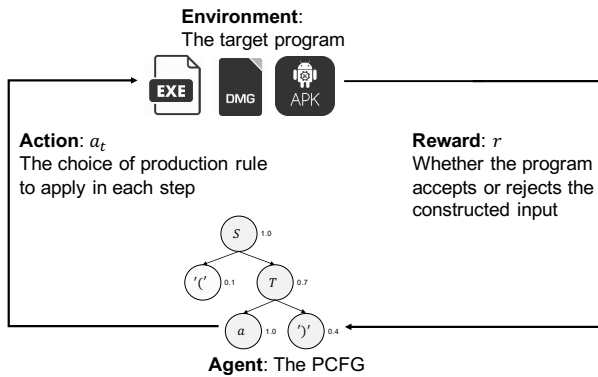 Environment:
The target program
EXE
DMG
APK
Action: aₜ
The choice of production rule
to apply in each step
Reward: r
Whether the program
accepts or rejects the
constructed input
S 1.0
'(' 0.1
T 0.7
a 1.0
')' 0.4
Agent: The PCFG